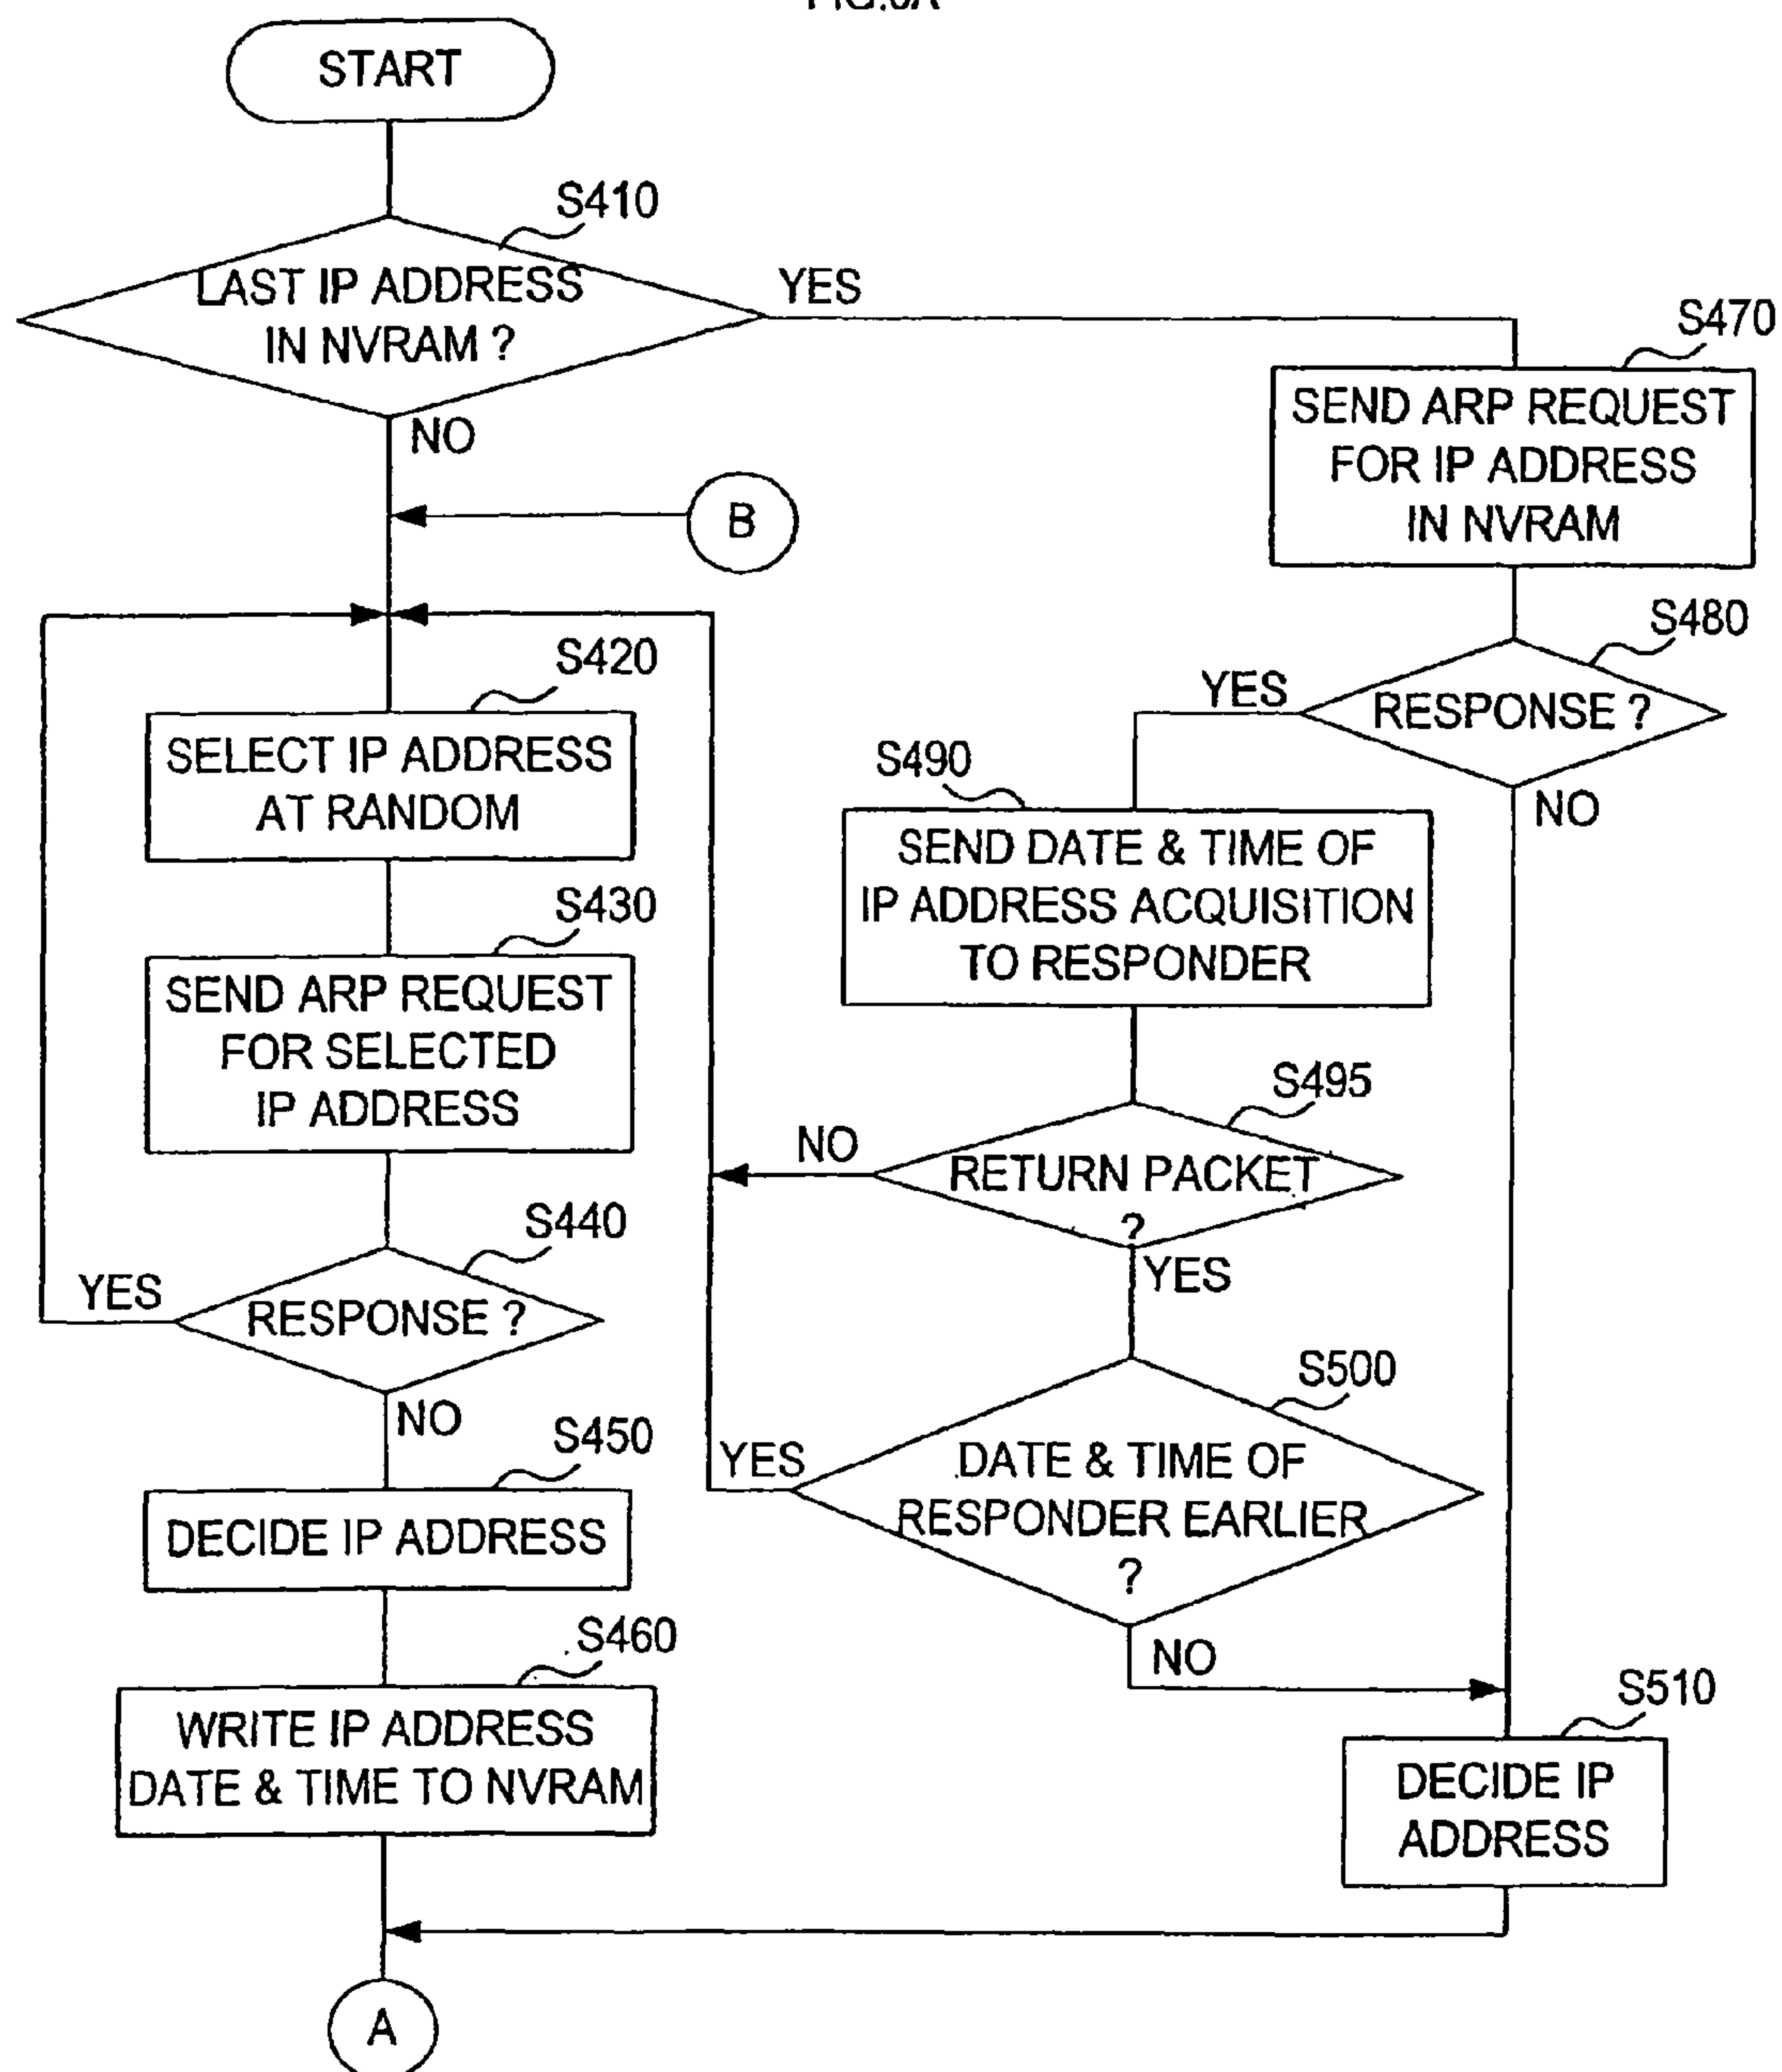 START
S410
LAST IP ADDRESS
IN NVRAM ?
YES
NO
B
S470
SEND ARP REQUEST
FOR IP ADDRESS
IN NVRAM
S480
RESPONSE ?
YES
NO
S420
SELECT IP ADDRESS
AT RANDOM
S430
SEND ARP REQUEST
FOR SELECTED
IP ADDRESS
S440
RESPONSE ?
YES
NO
S450
DECIDE IP ADDRESS
S460
WRITE IP ADDRESS
DATE & TIME TO NVRAM
S490
SEND DATE & TIME OF
IP ADDRESS ACQUISITION
TO RESPONDER
S495
RETURN PACKET
?
NO
YES
S500
DATE & TIME OF
RESPONDER EARLIER
?
YES
NO
S510
DECIDE IP
ADDRESS
A